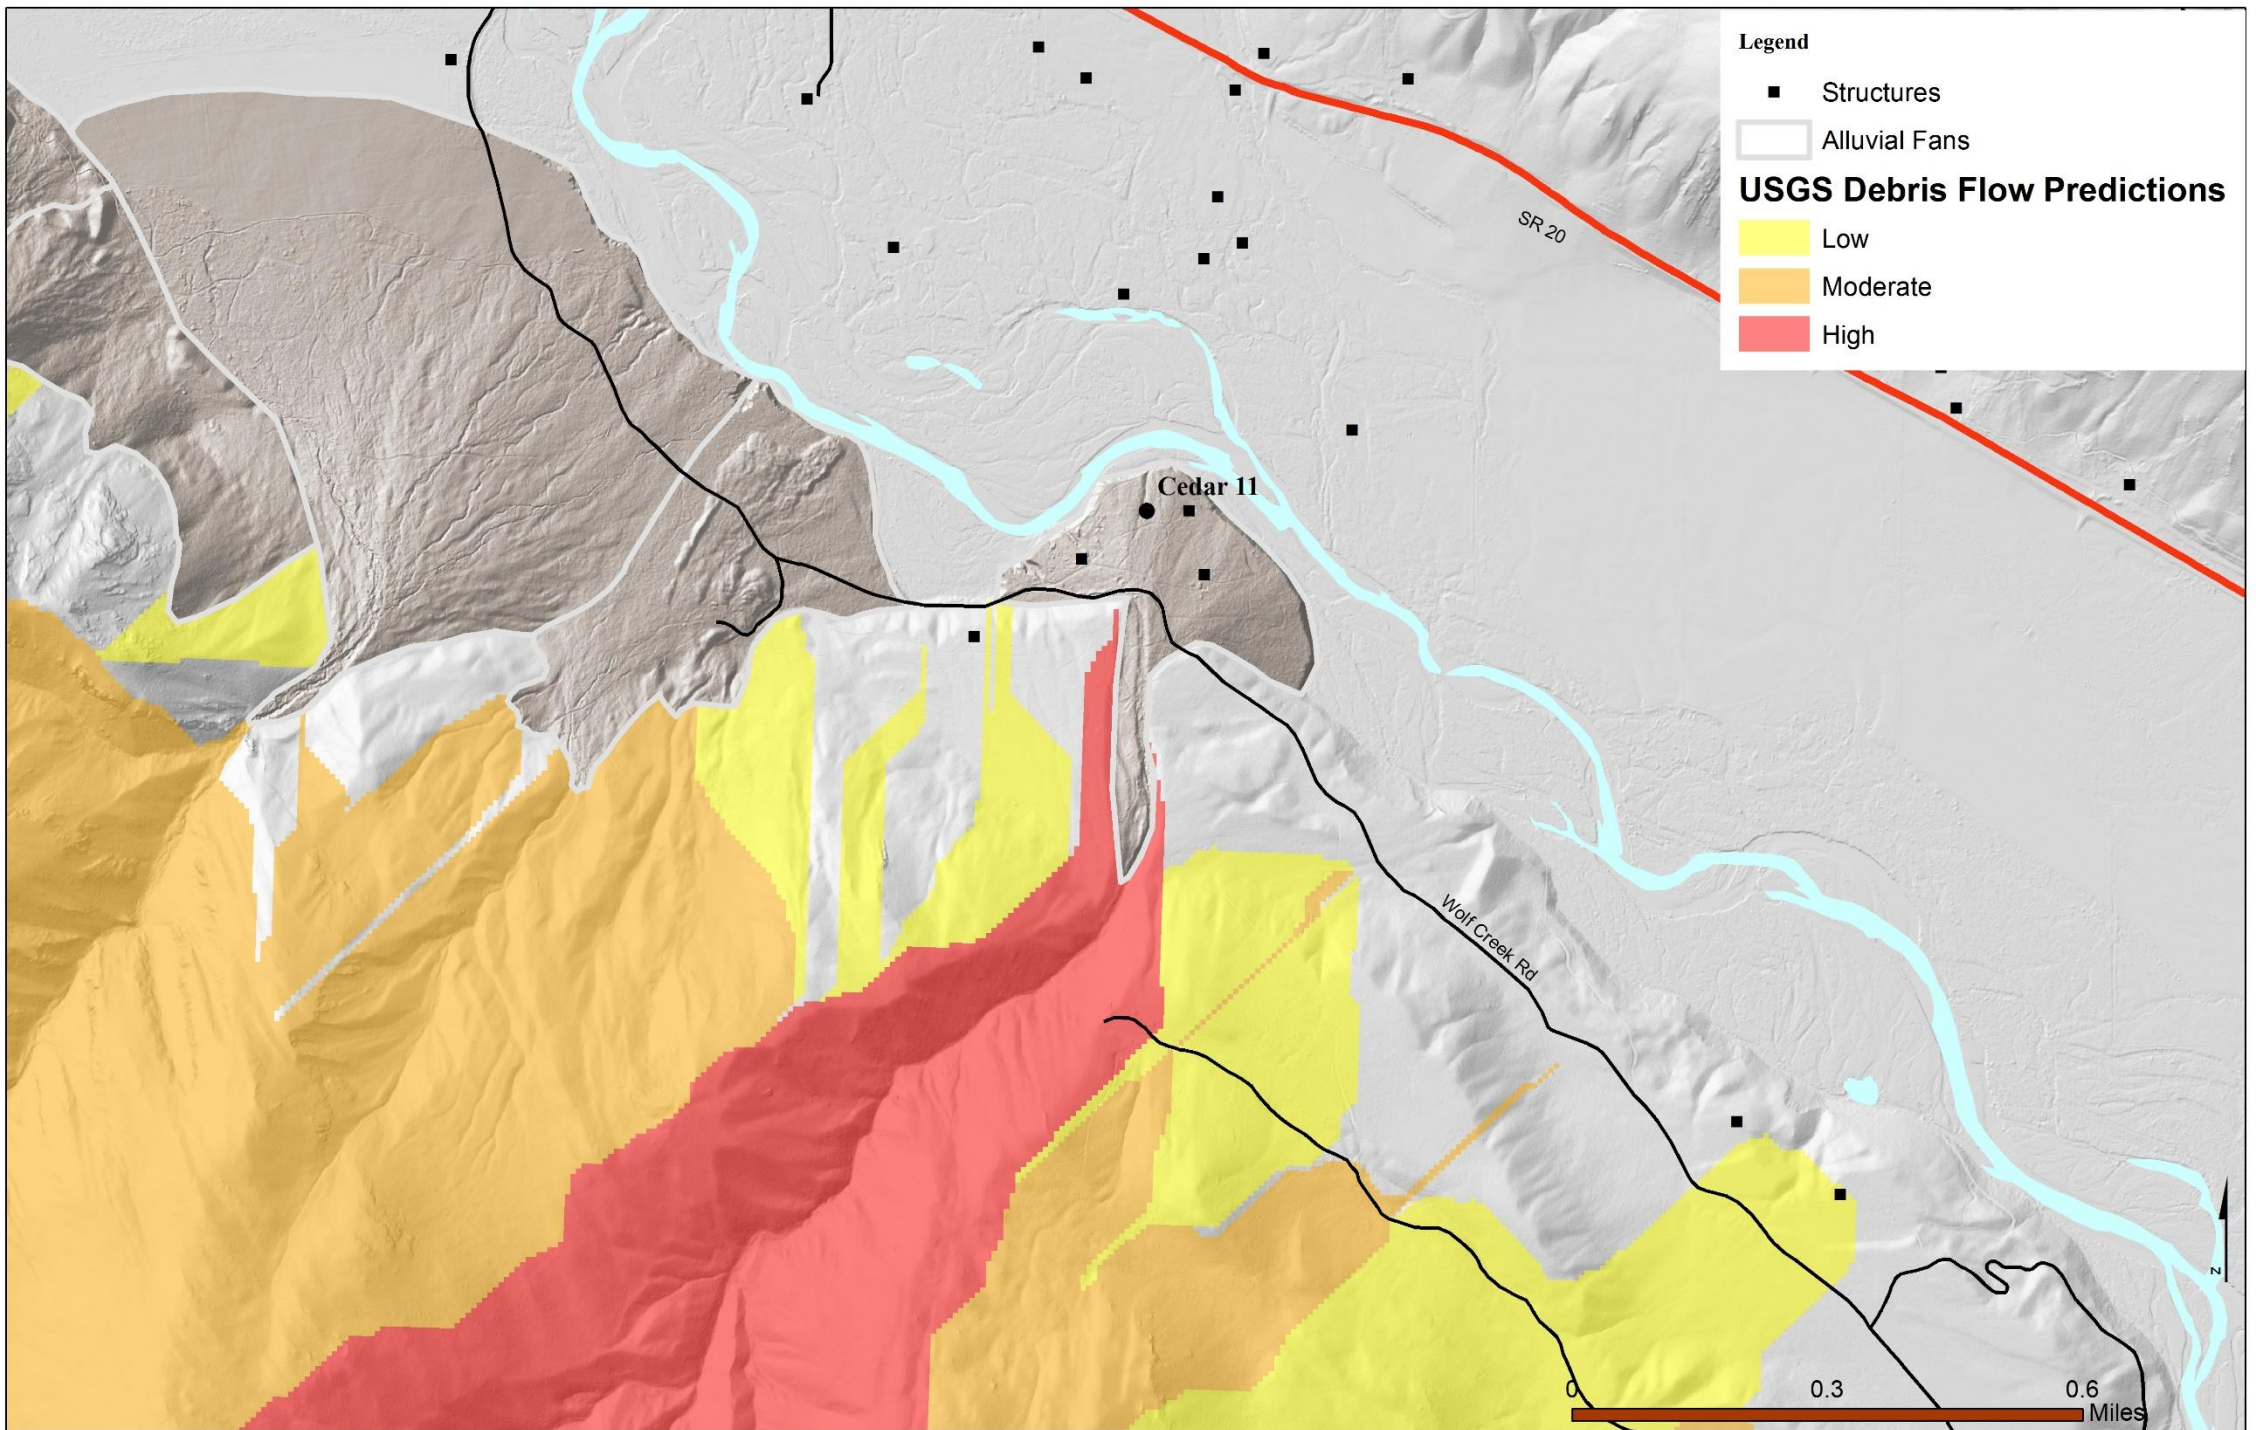 Legend
Structures
Alluvial Fans
USGS Debris Flow Predictions
Low
Moderate
High
SR 20
Cedar 11
Wolf Creek Rd
N
0 0.3 0.6
Miles